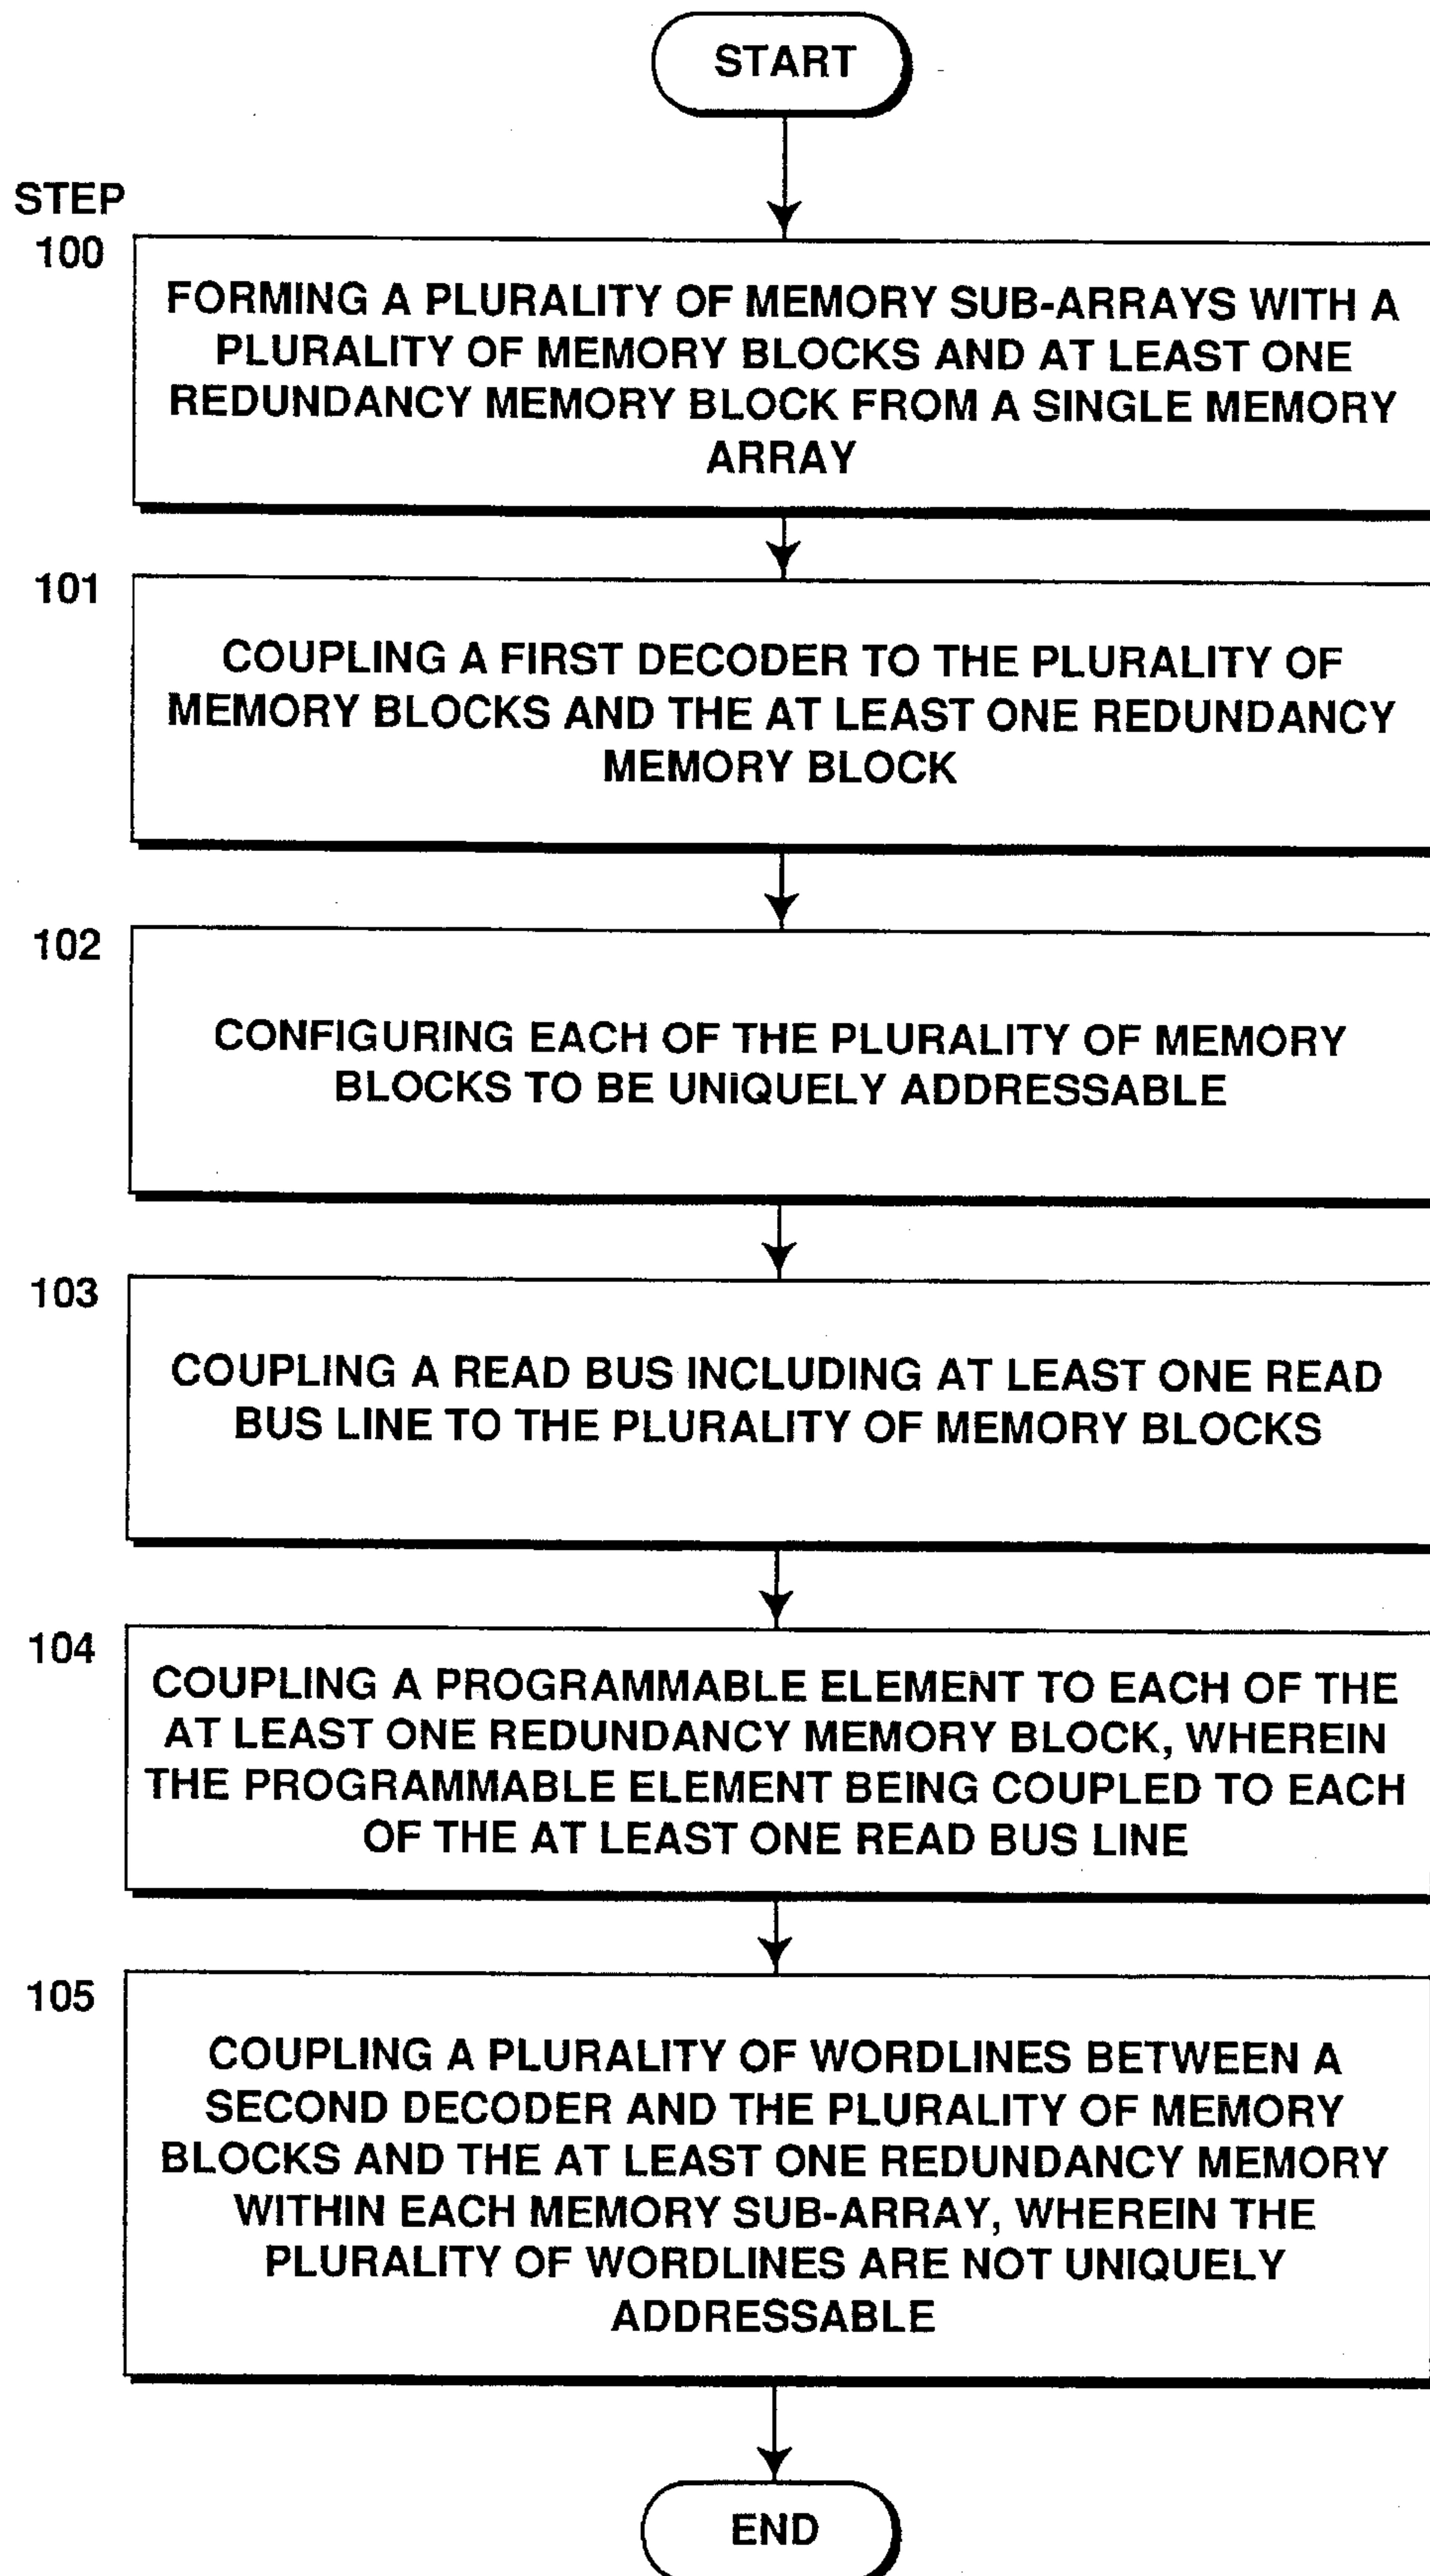 START
STEP
100
FORMING A PLURALITY OF MEMORY SUB-ARRAYS WITH A
PLURALITY OF MEMORY BLOCKS AND AT LEAST ONE
REDUNDANCY MEMORY BLOCK FROM A SINGLE MEMORY
ARRAY
101
COUPLING A FIRST DECODER TO THE PLURALITY OF
MEMORY BLOCKS AND THE AT LEAST ONE REDUNDANCY
MEMORY BLOCK
102
CONFIGURING EACH OF THE PLURALITY OF MEMORY
BLOCKS TO BE UNIQUELY ADDRESSABLE
103
COUPLING A READ BUS INCLUDING AT LEAST ONE READ
BUS LINE TO THE PLURALITY OF MEMORY BLOCKS
104
COUPLING A PROGRAMMABLE ELEMENT TO EACH OF THE
AT LEAST ONE REDUNDANCY MEMORY BLOCK, WHEREIN
THE PROGRAMMABLE ELEMENT BEING COUPLED TO EACH
OF THE AT LEAST ONE READ BUS LINE
105
COUPLING A PLURALITY OF WORDLINES BETWEEN A
SECOND DECODER AND THE PLURALITY OF MEMORY
BLOCKS AND THE AT LEAST ONE REDUNDANCY MEMORY
WITHIN EACH MEMORY SUB-ARRAY, WHEREIN THE
PLURALITY OF WORDLINES ARE NOT UNIQUELY
ADDRESSABLE
END